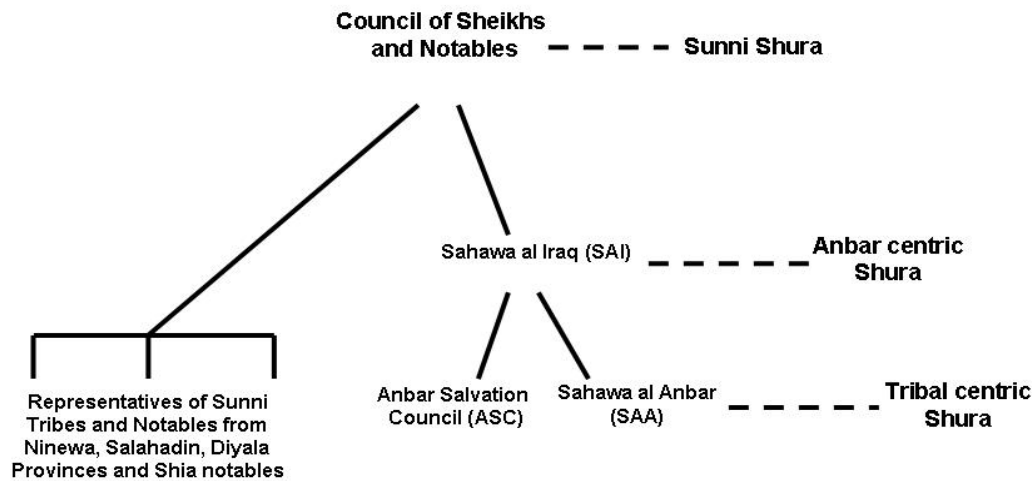 Council of Sheikhs
and Notables
Sunni Shura
Sahawa al Iraq (SAI)
Anbar centric
Shura
Representatives of Sunni
Tribes and Notables from
Ninewa, Salahadin, Diyala
Provinces and Shia notables
Anbar Salvation
Council (ASC)
Sahawa al Anbar
(SAA)
Tribal centric
Shura